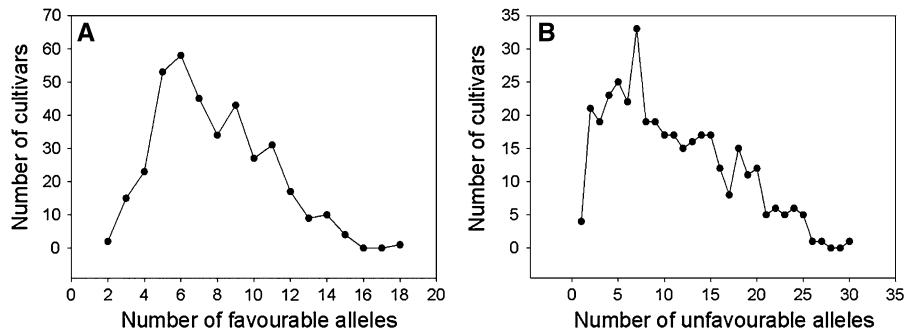 A
Number of cultivars
70
60
50
40
30
20
10
0
0 2 4 6 8 10 12 14 16 18 20
Number of favourable alleles
B
Number of cultivars
35
30
25
20
15
10
5
0
0 5 10 15 20 25 30 35
Number of unfavourable alleles